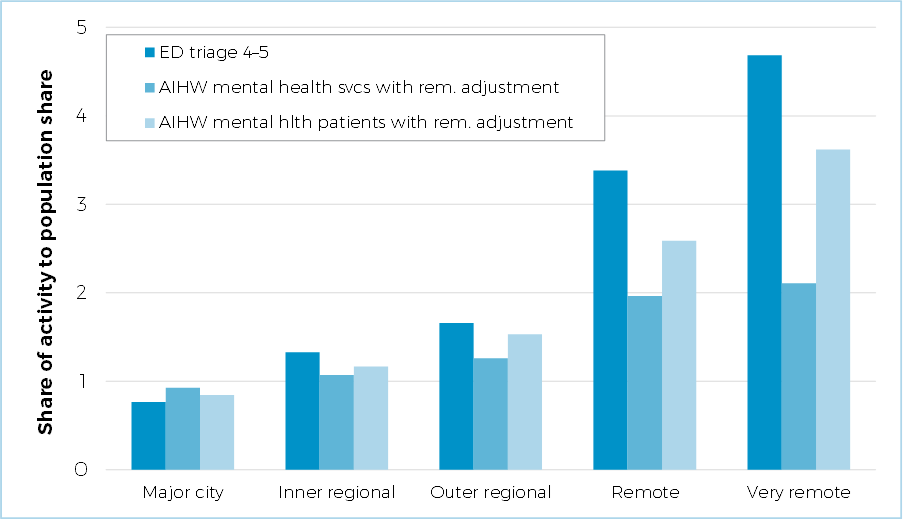 Share of activity to population share
5
4
3
2
1
0
ED triage 4–5
AIHW mental health svcs with rem. adjustment
AIHW mental hlth patients with rem. adjustment
Major city
Inner regional
Outer regional
Remote
Very remote